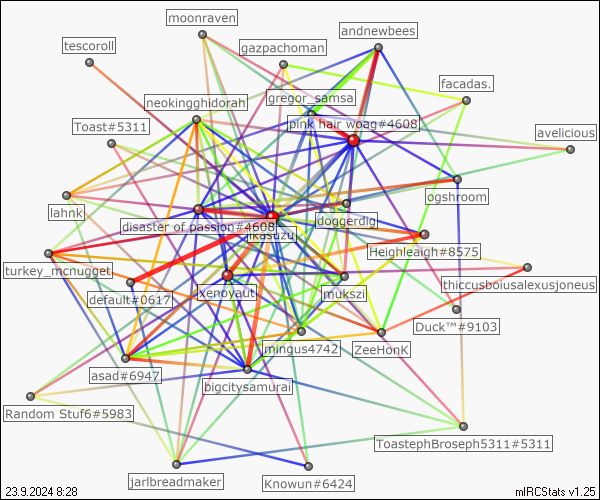 moonraven
andnewbees
tescoroll
gazpachoman
facadas.
gregor_samsa
neokingghidorah
Toast#5311
pink hair woag#4608
avelicious
lahnk
ogshroom
disaster of passion#4608
doggerdig
ikasuzu
Heighleigh#8575
turkey_mcnugget
xenoyaut
mukszi
thiccusboiusalexusjoneus
default#0617
Duck™#9103
mingus4742
ZeeHonK
asad#6947
bigcitysamurai
Random Stuf6#5983
ToastephBroseph5311#5311
jarlbreadmaker
Knowun#6424
23.9.2024 8:28
mIRCStats v1.25